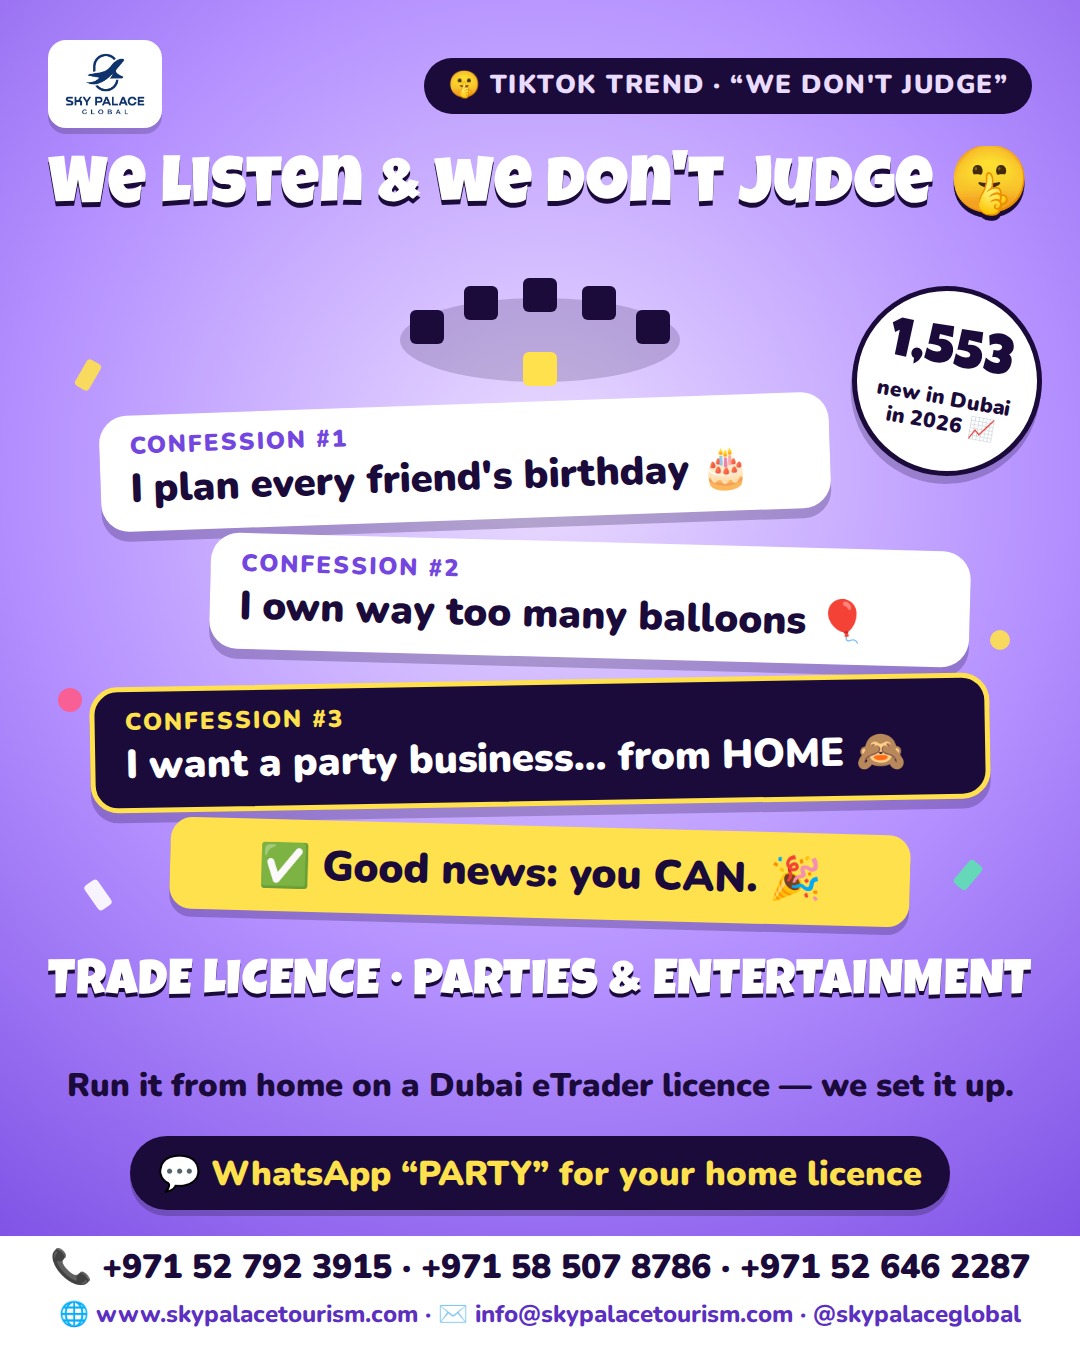 SKY PALACE
GLOBAL
🤫 TIKTOK TREND · “WE DON'T JUDGE”
We Listen & We Don't Judge 🤫
1,553
new in Dubai
in 2026 📈
CONFESSION #1
I plan every friend's birthday 🎂
CONFESSION #2
I own way too many balloons 🎈
CONFESSION #3
I want a party business... from HOME 🙈
✅ Good news: you CAN. 🎉
TRADE LICENCE · PARTIES & ENTERTAINMENT
Run it from home on a Dubai eTrader licence — we set it up.
💬 WhatsApp “PARTY” for your home licence
📞 +971 52 792 3915 · +971 58 507 8786 · +971 52 646 2287
🌐 www.skypalacetourism.com · ✉️ info@skypalacetourism.com · @skypalaceglobal